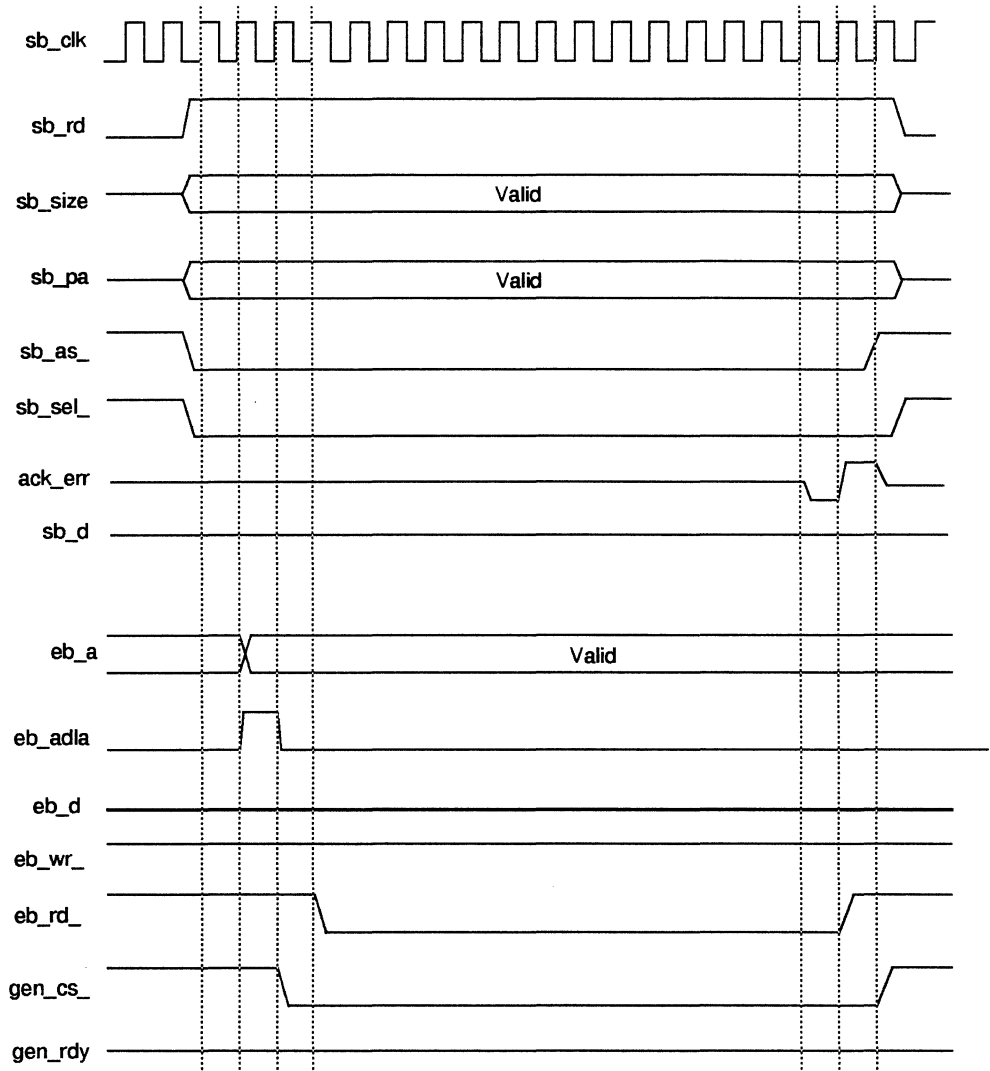 sb_clk
sb_rd
sb_size
Valid
sb_pa
Valid
sb_as_
sb_sel_
ack_err
sb_d
eb_a
Valid
eb_adla
eb_d
eb_wr_
eb_rd_
gen_cs_
gen_rdy